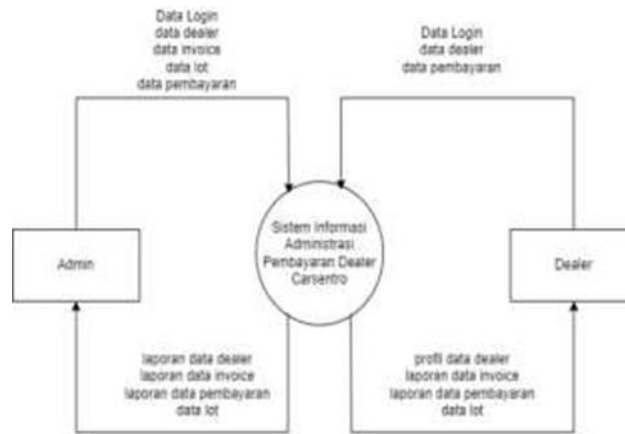 Data Login
data dealer
data invoice
data lot
data pembayaran
Data Login
data dealer
data pembayaran
Admin
Sistem Informasi
Administrasi
Pembayaran Dealer
Carsentro
Dealer
laporan data dealer
laporan data invoice
laporan data pembayaran
data lot
profil data dealer
laporan data invoice
laporan data pembayaran
data lot